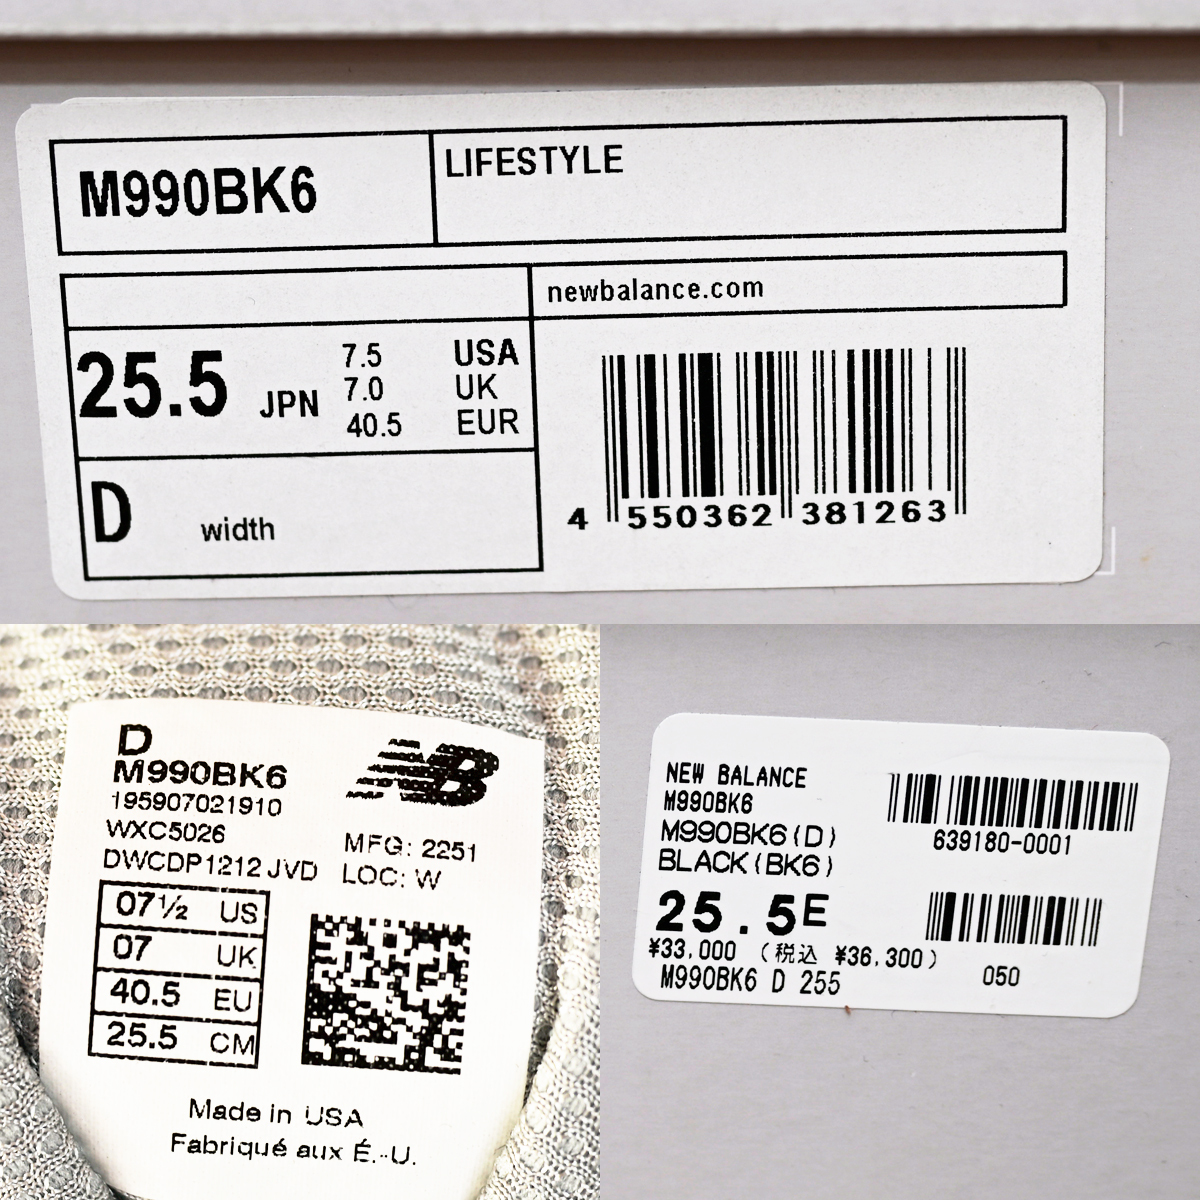 M990BK6
LIFESTYLE
newbalance.com
25.5 JPN
7.5 USA
7.0 UK
40.5 EUR
D width
4 550362 381263
D
M990BK6
195907021910
WXC5026
DWCDP1212JVD
NB
MFG: 2251
LOC: W
07½ US
07 UK
40.5 EU
25.5 CM
Made in USA
Fabriqué aux É.-U.
NEW BALANCE
M990BK6
M990BK6(D)
BLACK(BK6)
25.5E
¥33,000 (税込 ¥36,300)
M990BK6 D 255
639180-0001
050